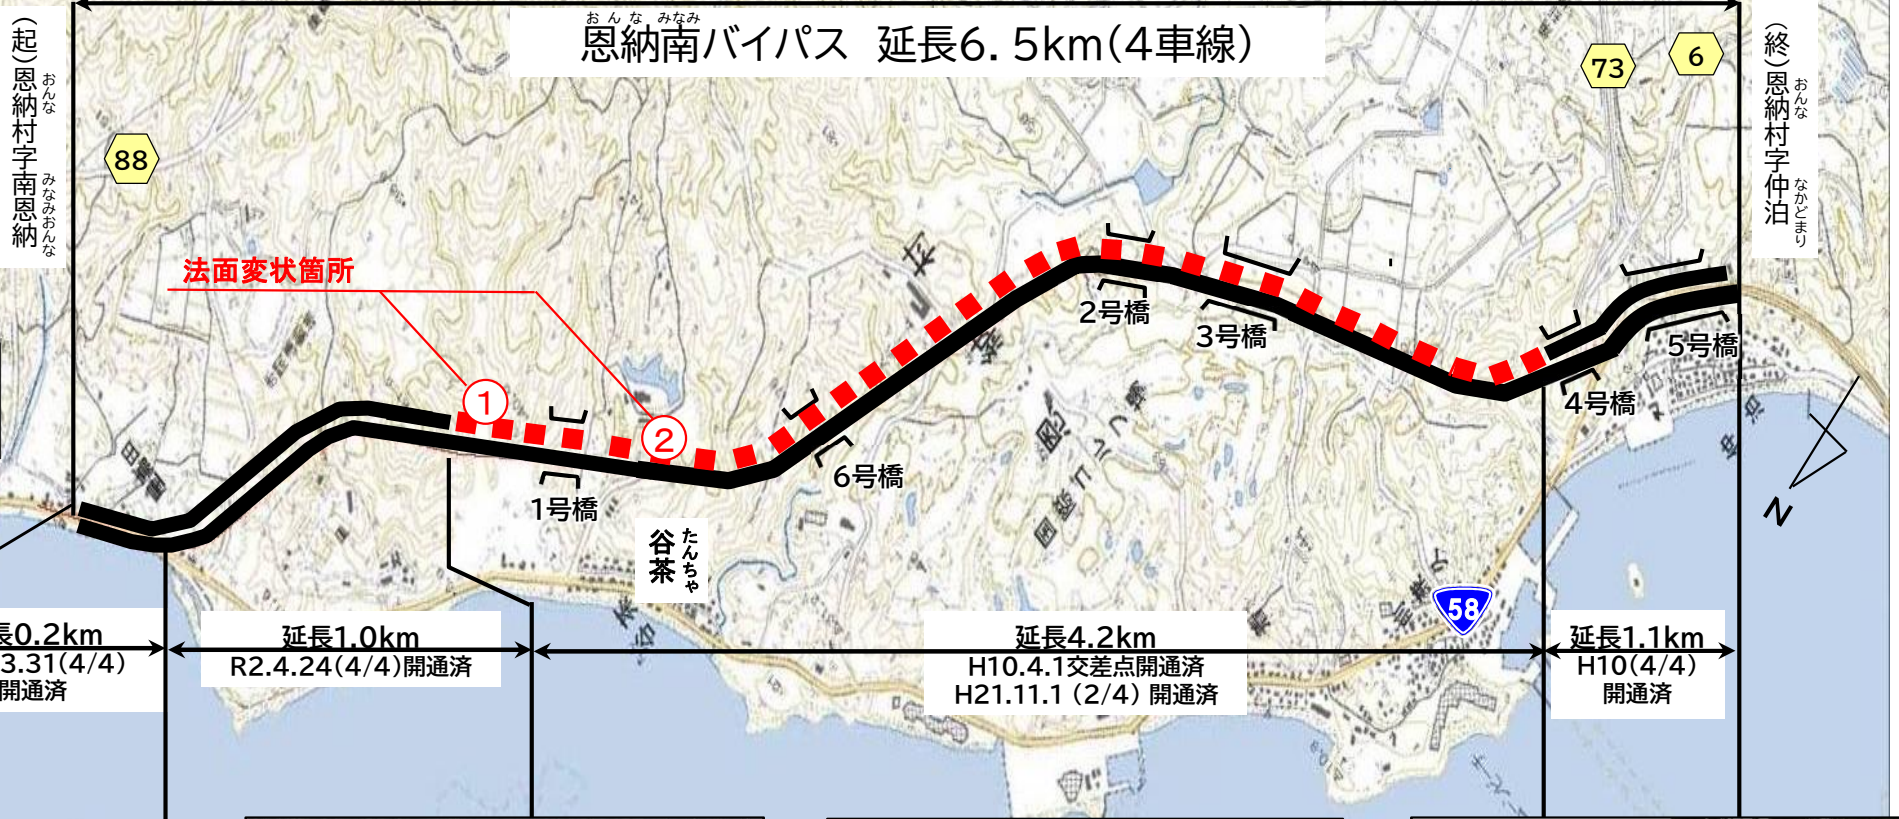 恩納南バイパス 延長6.5km(4車線)
おんな みなみ
(起)恩納村字南恩納
おんな みなみおんな
(終)恩納村字仲泊
おんな なかどまり
88
73
6
法面変状箇所
1
2
1号橋
6号橋
2号橋
3号橋
4号橋
5号橋
谷茶
たんちゃ
58
N
長0.2km
3.31(4/4)
開通済
延長1.0km
R2.4.24(4/4)開通済
延長4.2km
H10.4.1交差点開通済
H21.11.1 (2/4) 開通済
延長1.1km
H10(4/4)
開通済